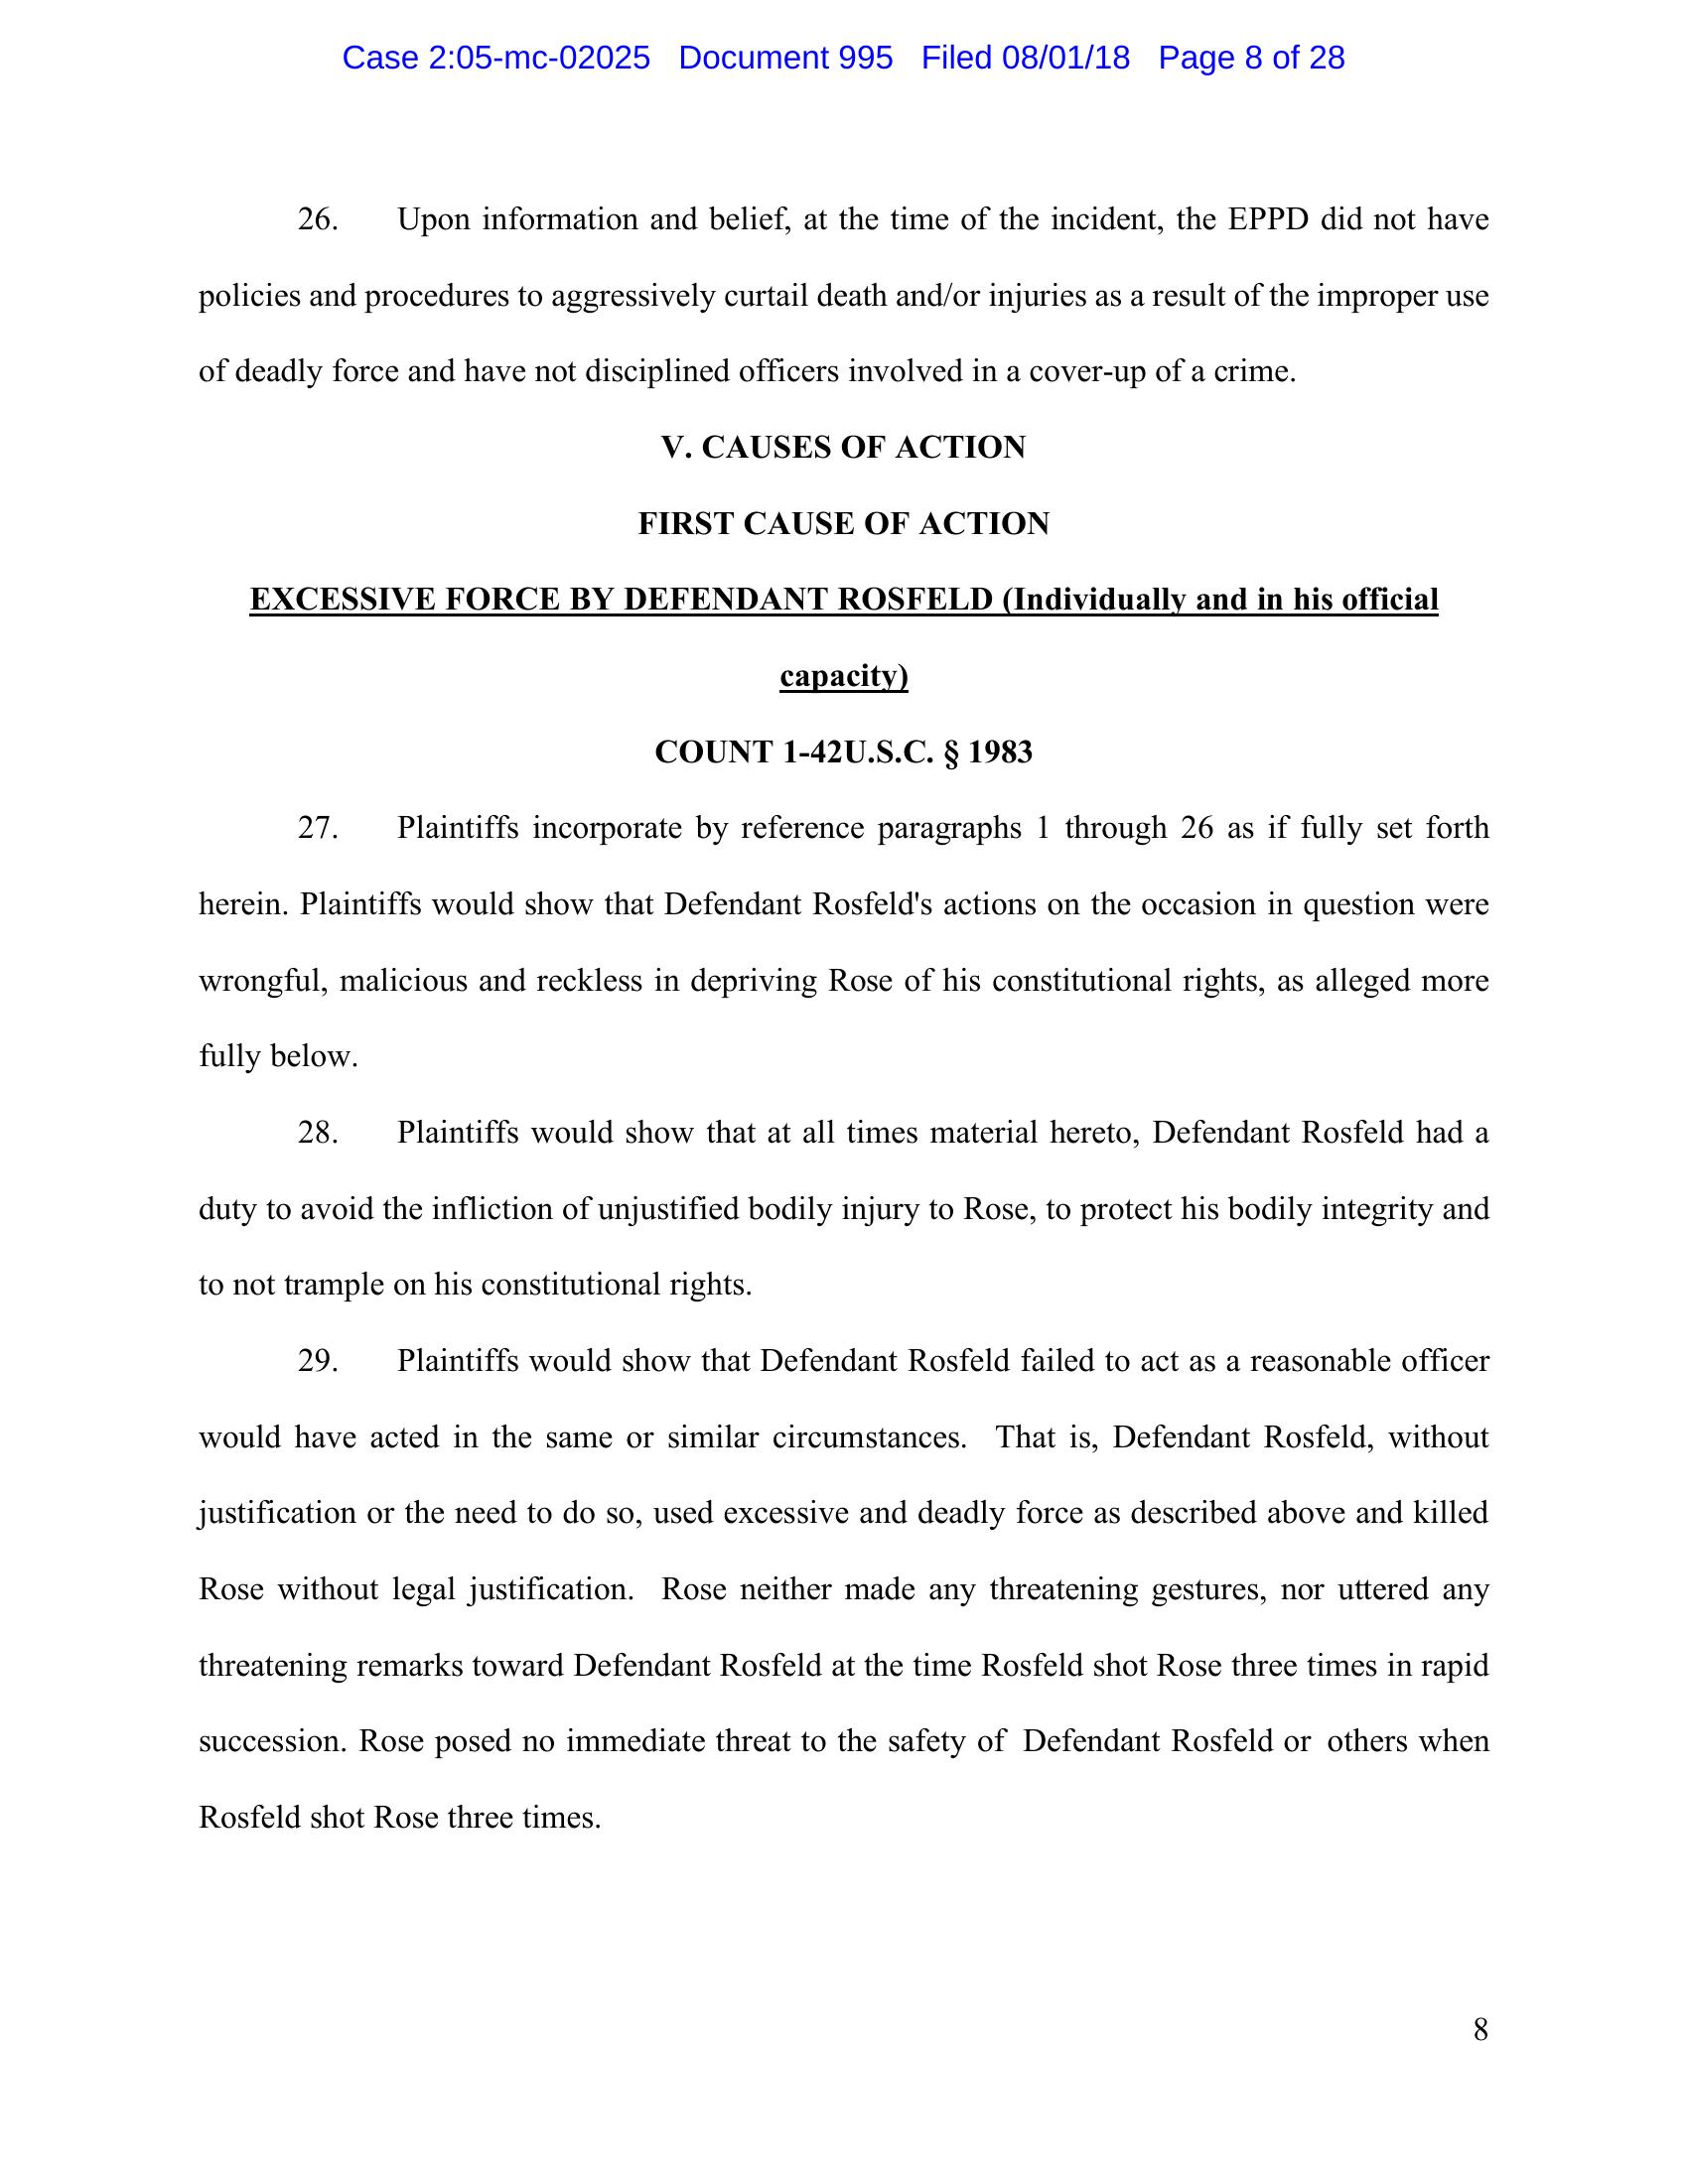 Case 2:05-mc-02025 Document 995 Filed 08/01/18 Page 8 of 28
26. Upon information and belief, at the time of the incident, the EPPD did not have
policies and procedures to aggressively curtail death and/or injuries as a result of the improper use
of deadly force and have not disciplined officers involved in a cover-up of a crime.
V. CAUSES OF ACTION
FIRST CAUSE OF ACTION
EXCESSIVE FORCE BY DEFENDANT ROSFELD (Individually and in his official
capacity)
COUNT 1-42U.S.C. § 1983
27. Plaintiffs incorporate by reference paragraphs 1 through 26 as if fully set forth
herein. Plaintiffs would show that Defendant Rosfeld's actions on the occasion in question were
wrongful, malicious and reckless in depriving Rose of his constitutional rights, as alleged more
fully below.
28. Plaintiffs would show that at all times material hereto, Defendant Rosfeld had a
duty to avoid the infliction of unjustified bodily injury to Rose, to protect his bodily integrity and
to not trample on his constitutional rights.
29. Plaintiffs would show that Defendant Rosfeld failed to act as a reasonable officer
would have acted in the same or similar circumstances. That is, Defendant Rosfeld, without
justification or the need to do so, used excessive and deadly force as described above and killed
Rose without legal justification. Rose neither made any threatening gestures, nor uttered any
threatening remarks toward Defendant Rosfeld at the time Rosfeld shot Rose three times in rapid
succession. Rose posed no immediate threat to the safety of Defendant Rosfeld or others when
Rosfeld shot Rose three times.
8